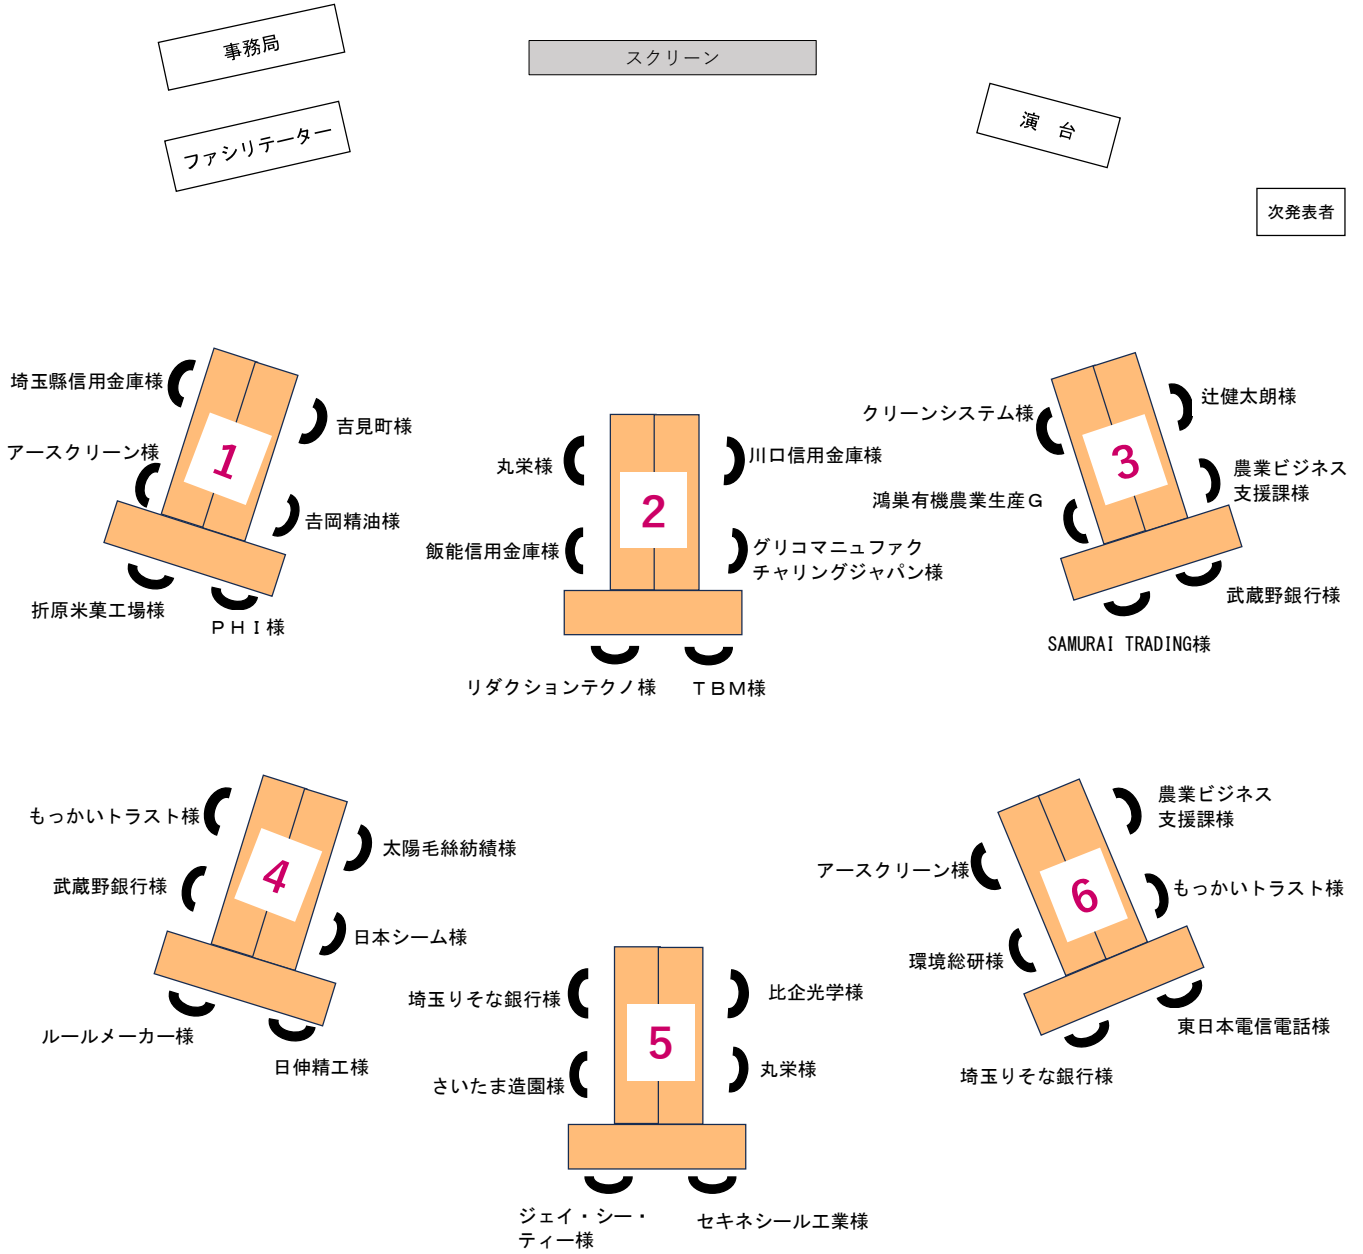 事務局
スクリーン
ファシリテーター
演　台
次発表者
埼玉縣信用金庫様
吉見町様
アースクリーン様
1
吉岡精油様
折原米菓工場様
ＰＨＩ様
丸栄様
川口信用金庫様
2
飯能信用金庫様
グリコマニュファク
チャリングジャパン様
リダクションテクノ様
ＴＢＭ様
クリーンシステム様
辻健太朗様
3
鴻巣有機農業生産Ｇ
農業ビジネス
支援課様
武蔵野銀行様
SAMURAI TRADING様
もっかいトラスト様
太陽毛絲紡績様
4
武蔵野銀行様
日本シーム様
ルールメーカー様
日伸精工様
埼玉りそな銀行様
比企光学様
5
さいたま造園様
丸栄様
ジェイ・シー・
ティー様
セキネシール工業様
農業ビジネス
支援課様
アースクリーン様
6
もっかいトラスト様
環境総研様
東日本電信電話様
埼玉りそな銀行様